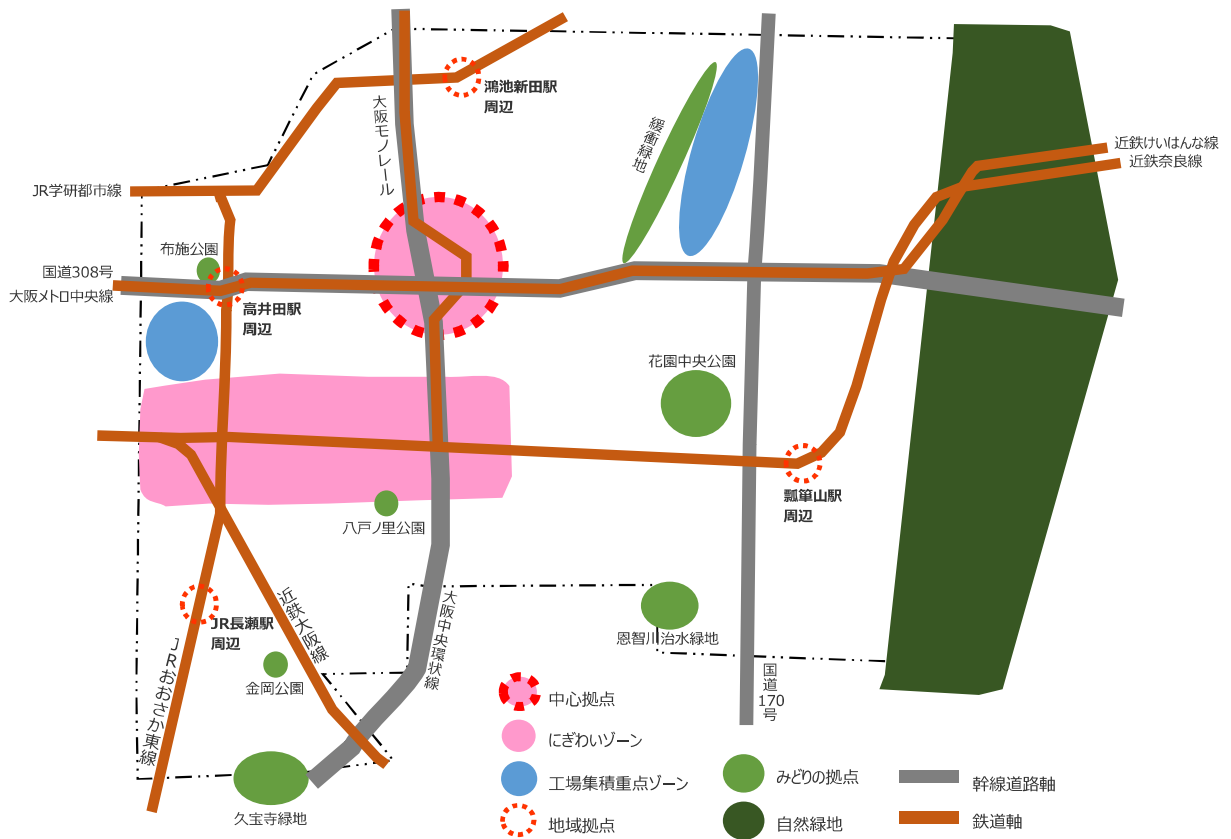 鴻池新田駅
周辺
大阪モノレール
緩衝緑地
近鉄けいはんな線
近鉄奈良線
JR学研都市線
布施公園
国道308号
大阪メトロ中央線
高井田駅
周辺
花園中央公園
瓢箪山駅
周辺
八戸ノ里公園
JR長瀬駅
周辺
近鉄大阪線
大阪中央環状線
恩智川治水緑地
金岡公園
JRおおさか東線
国道170号
久宝寺緑地
中心拠点
にぎわいゾーン
工場集積重点ゾーン
地域拠点
みどりの拠点
自然緑地
幹線道路軸
鉄道軸